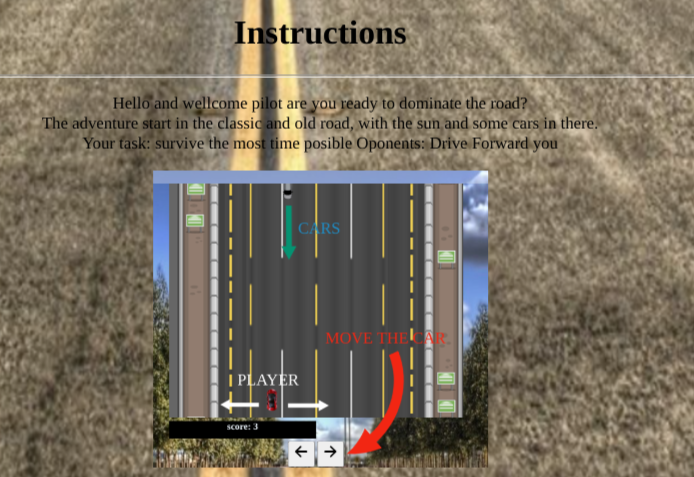 Instructions
Hello and wellcome pilot are you ready to dominate the road?
The adventure start in the classic and old road, with the sun and some cars in there.
Your task: survive the most time posible Oponents: Drive Forward you
CARS
MOVE THE CAR
PLAYER
score: 3